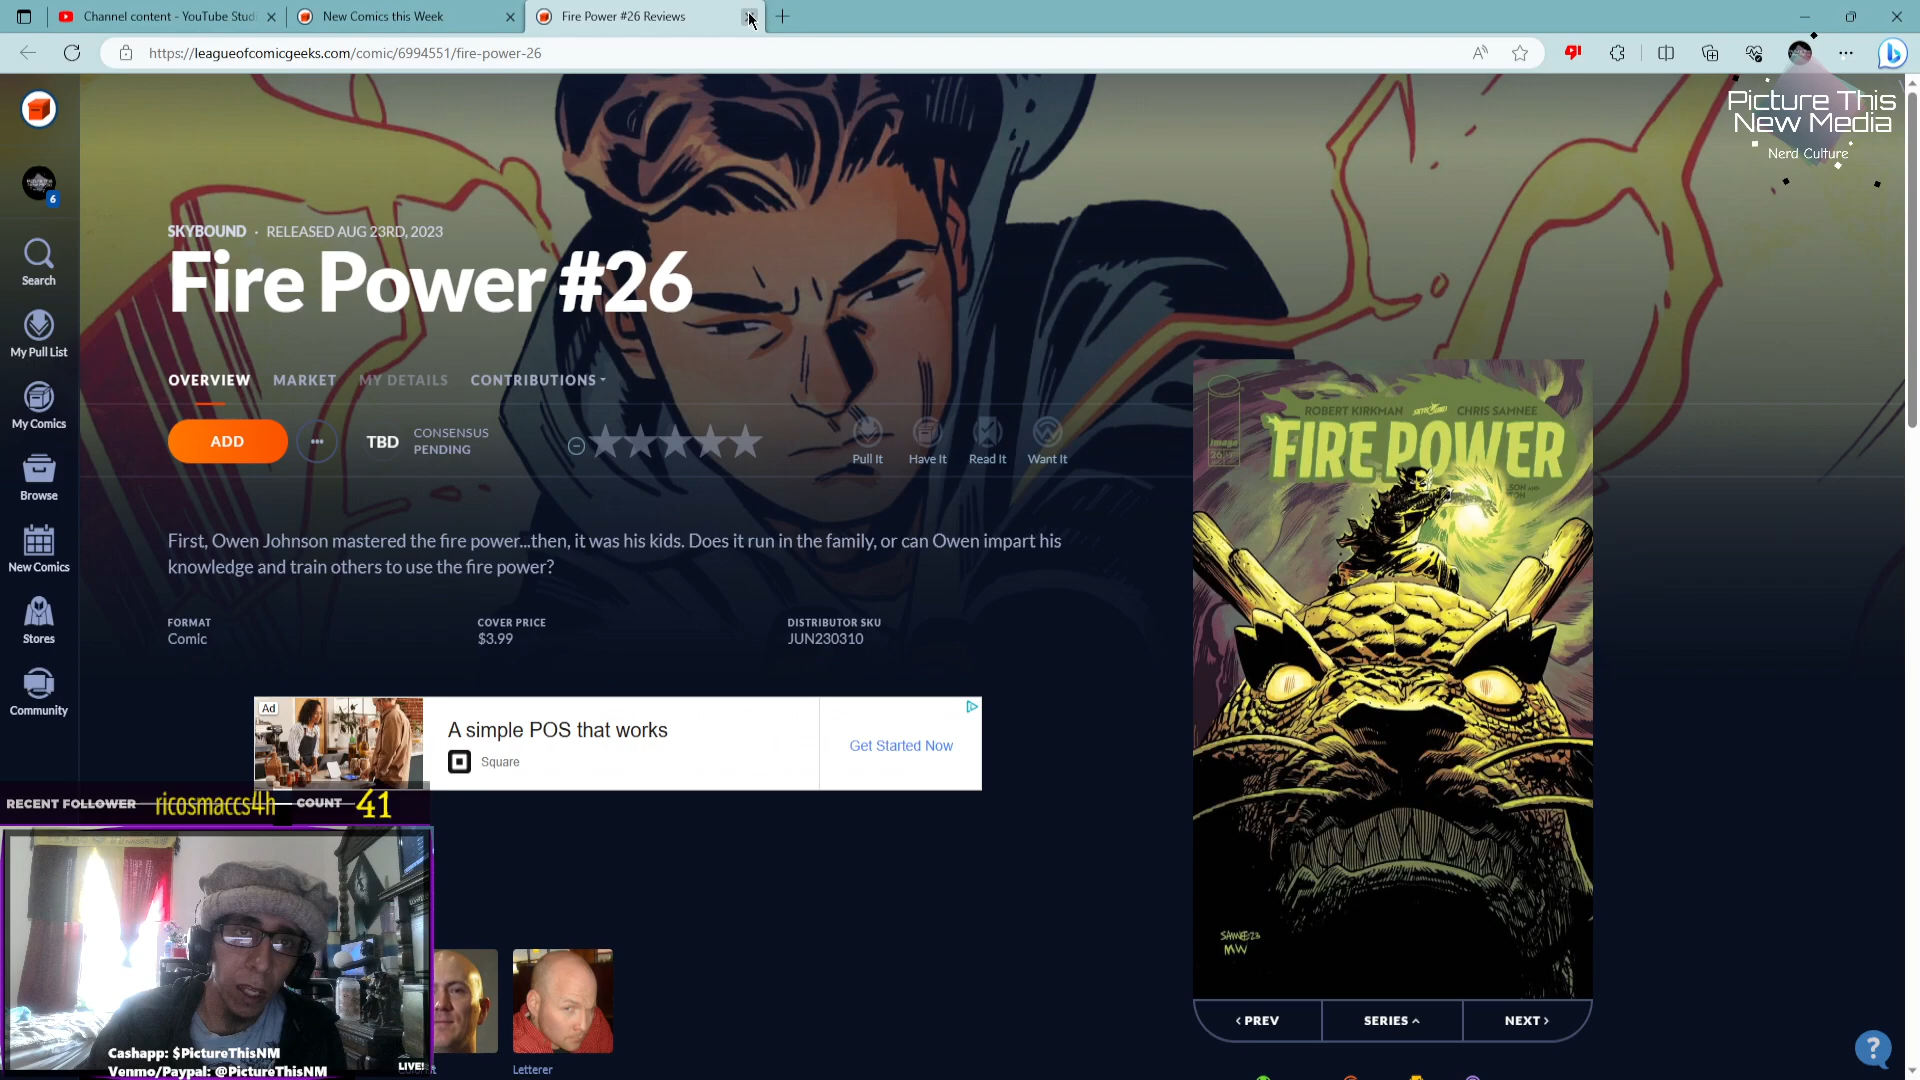 Channel content - YouTube Stud
New Comics this Week
Fire Power #26 Reviews
https://leagueofcomicgeeks.com/comic/6994551/fire-power-26
Picture This
New Media
Nerd Culture
6
Search
My Pull List
My Comics
Browse
New Comics
Stores
Community
SKYBOUND · RELEASED AUG 23RD, 2023
Fire Power #26
OVERVIEW MARKET MY DETAILS CONTRIBUTIONS
ADD
TBD
CONSENSUS
PENDING
Pull It
Have It
Read It
Want It
First, Owen Johnson mastered the fire power...then, it was his kids. Does it run in the family, or can Owen impart his
knowledge and train others to use the fire power?
FORMAT
Comic
COVER PRICE
$3.99
DISTRIBUTOR SKU
JUN230310
ROBERT KIRKMAN
CHRIS SAMNEE
FIRE POWER
image
SAMNEE23
MW
‹ PREV
SERIES
NEXT ›
Ad
A simple POS that works
Square
Get Started Now
RECENT FOLLOWER ricosmaccs4h COUNT 41
Cashapp: $PictureThisNM
Venmo/Paypal: @PictureThisNM
LIVE!
Letterer
?